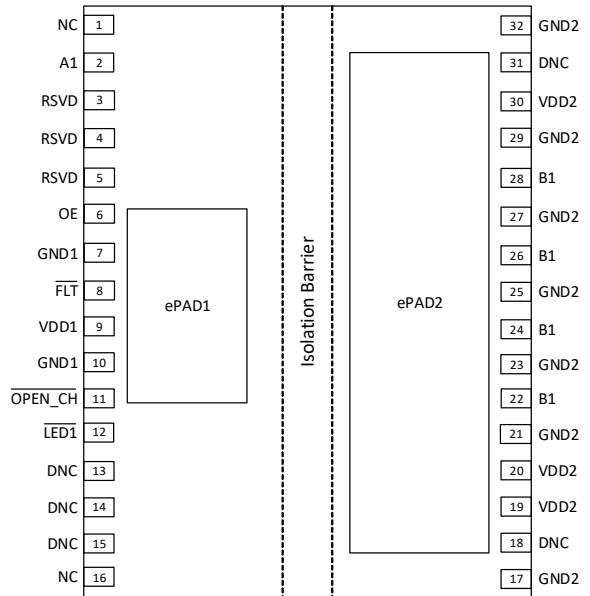 NC 1 32 GND2
A1 2 31 DNC
RSVD 3 30 VDD2
RSVD 4 29 GND2
RSVD 5 28 B1
OE 6 27 GND2
GND1 7 26 B1
FLT 8 25 GND2
ePAD1 Isolation Barrier ePAD2
VDD1 9 24 B1
GND1 10 23 GND2
OPEN_CH 11 22 B1
LED1 12 21 GND2
DNC 13 20 VDD2
DNC 14 19 VDD2
DNC 15 18 DNC
NC 16 17 GND2